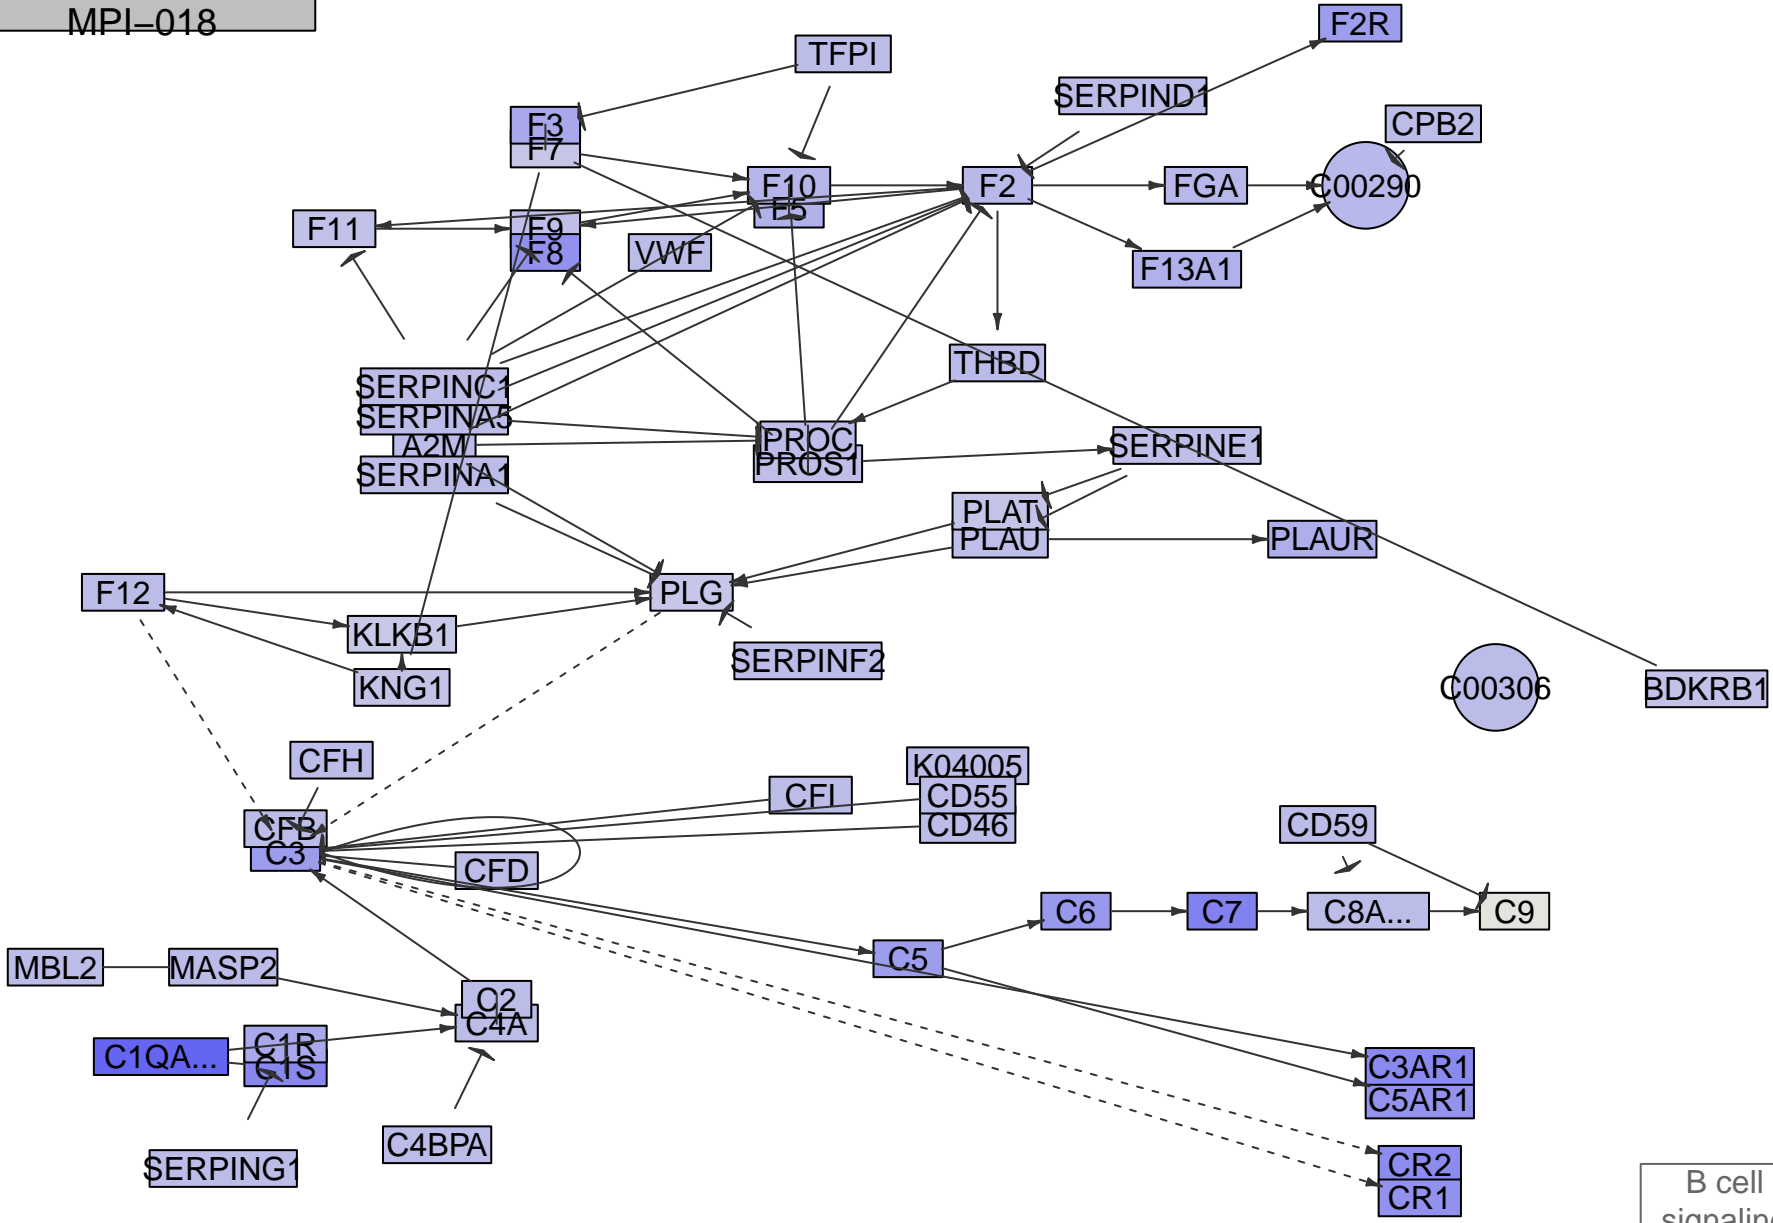 MPI–018
F2R
TFPI
SERPIND1
CPB2
F3
F7
F10
F5
F2
FGA
C00290
F11
F9
F8
VWF
F13A1
THBD
SERPINC1
SERPINA5
A2M
SERPINA1
PROC
PROS1
SERPINE1
PLAT
PLAU
PLAUR
F12
PLG
KLKB1
KNG1
SERPINF2
C00306
BDKRB1
CFH
K04005
CFI
CD55
CD46
CFB
C3
CFD
CD59
C6
C7
C8A...
C9
C5
MBL2
MASP2
C2
C4A
C1QA...
C1R
C1S
C3AR1
C5AR1
C4BPA
SERPING1
CR2
CR1
B cell
signaling